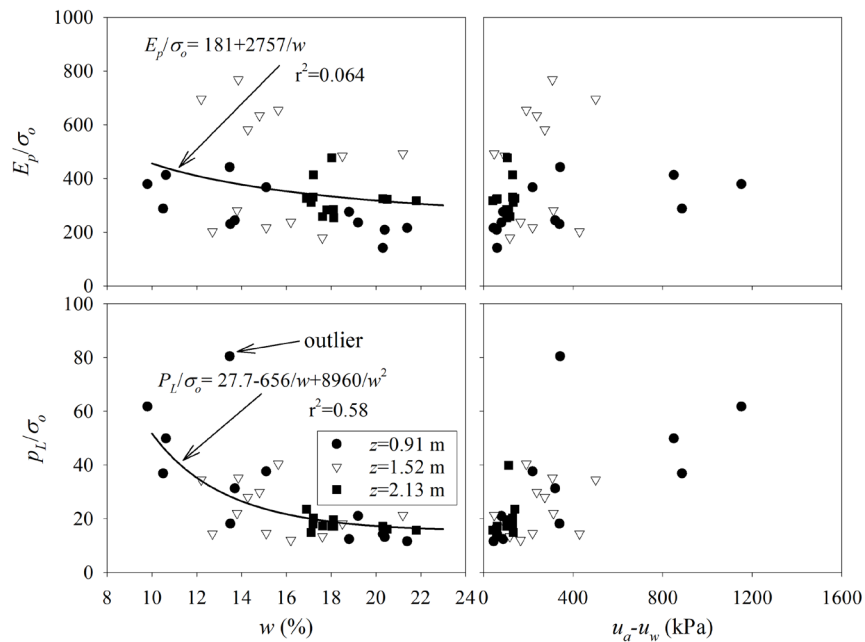 1000
800
600
400
200
0
E_p/σ_o
E_p/σ_o= 181+2757/w
r²=0.064
100
80
60
40
20
0
p_L/σ_o
outlier
P_L/σ_o= 27.7-656/w+8960/w²
r²=0.58
z=0.91 m
z=1.52 m
z=2.13 m
8 10 12 14 16 18 20 22 24
0 400 800 1200 1600
w (%)
u_a-u_w (kPa)